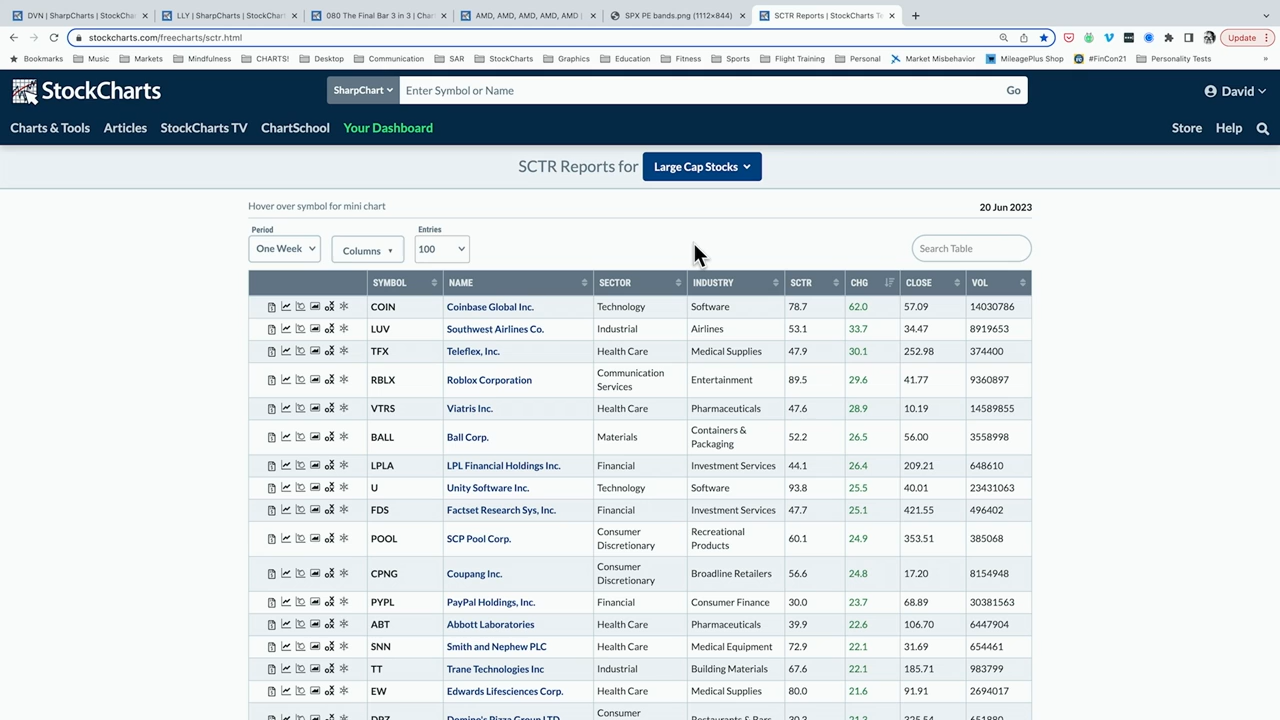 DVN | SharpCharts | StockCha
LLY | SharpCharts | StockChar
080 The Final Bar 3 in 3 | Char
AMD, AMD, AMD, AMD, AMD |
SPX PE bands.png (1112×844)
SCTR Reports | StockCharts Te
stockcharts.com/freecharts/sctr.html
Update
Bookmarks Music Markets Mindfulness CHARTS! Desktop Communication SAR StockCharts Graphics Education Fitness Sports Flight Training Personal Market Misbehavior MileagePlus Shop #FinCon21 Personality Tests »
StockCharts
SharpChart
Enter Symbol or Name
Go
David
Charts & Tools Articles StockCharts TV ChartSchool Your Dashboard Store Help
SCTR Reports for Large Cap Stocks
Hover over symbol for mini chart
20 Jun 2023
Period
Entries
One Week Columns 100 Search Table
SYMBOL NAME SECTOR INDUSTRY SCTR CHG CLOSE VOL
COIN Coinbase Global Inc. Technology Software 78.7 62.0 57.09 14030786
LUV Southwest Airlines Co. Industrial Airlines 53.1 33.7 34.47 8919653
TFX Teleflex, Inc. Health Care Medical Supplies 47.9 30.1 252.98 374400
RBLX Roblox Corporation Communication Services Entertainment 89.5 29.6 41.77 9360897
VTRS Viatris Inc. Health Care Pharmaceuticals 47.6 28.9 10.19 14589855
BALL Ball Corp. Materials Containers & Packaging 52.2 26.5 56.00 3558998
LPLA LPL Financial Holdings Inc. Financial Investment Services 44.1 26.4 209.21 648610
U Unity Software Inc. Technology Software 93.8 25.5 40.01 23431063
FDS Factset Research Sys, Inc. Financial Investment Services 47.7 25.1 421.55 496402
POOL SCP Pool Corp. Consumer Discretionary Recreational Products 60.1 24.9 353.51 385068
CPNG Coupang Inc. Consumer Discretionary Broadline Retailers 56.6 24.8 17.20 8154948
PYPL PayPal Holdings, Inc. Financial Consumer Finance 30.0 23.7 68.89 30381563
ABT Abbott Laboratories Health Care Pharmaceuticals 39.9 22.6 106.70 6447904
SNN Smith and Nephew PLC Health Care Medical Equipment 72.9 22.1 31.69 654461
TT Trane Technologies Inc Industrial Building Materials 67.6 22.1 185.71 983799
EW Edwards Lifesciences Corp. Health Care Medical Supplies 80.0 21.6 91.91 2694017
Consumer